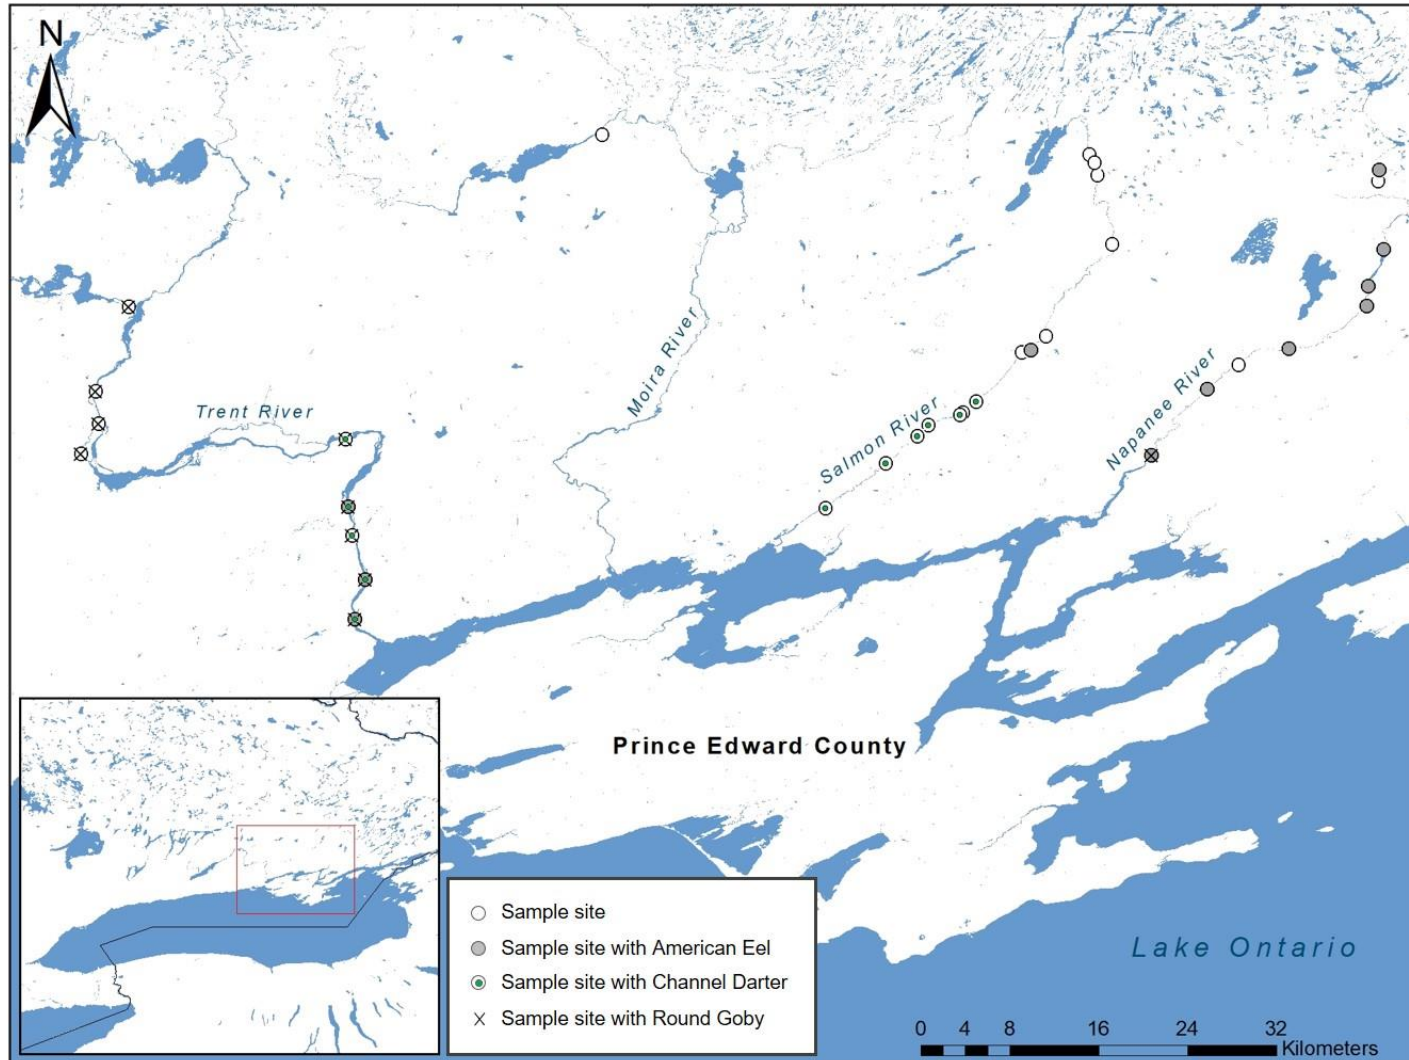 N
Trent River
Moira River
Salmon River
Napanee River
Prince Edward County
Lake Ontario
Sample site
Sample site with American Eel
Sample site with Channel Darter
Sample site with Round Goby
0 4 8 16 24 32
Kilometers